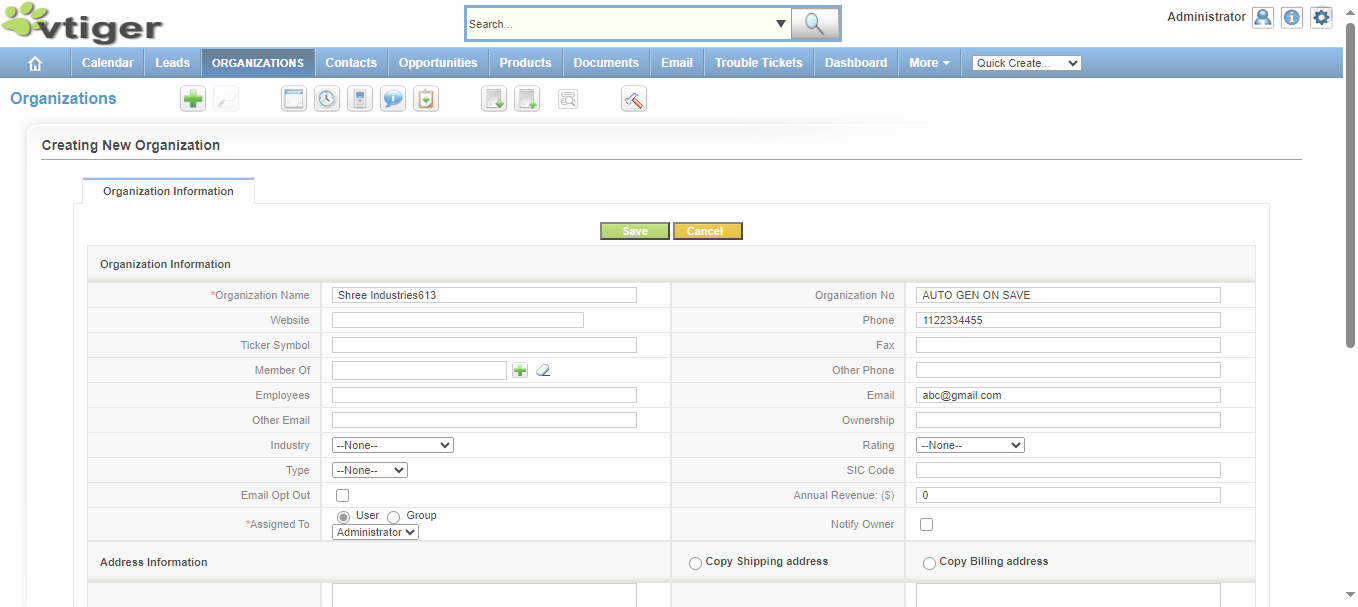 vtiger
Search...
Administrator
Calendar Leads ORGANIZATIONS Contacts Opportunities Products Documents Email Trouble Tickets Dashboard More Quick Create...
Organizations
Creating New Organization
Organization Information
Save Cancel
Organization Information
*Organization Name Shree Industries613 Organization No AUTO GEN ON SAVE
Website Phone 1122334455
Ticker Symbol Fax
Member Of Other Phone
Employees Email abc@gmail.com
Other Email Ownership
Industry --None-- Rating --None--
Type --None-- SIC Code
Email Opt Out Annual Revenue: ($) 0
*Assigned To User Group Notify Owner
Administrator
Address Information Copy Shipping address Copy Billing address